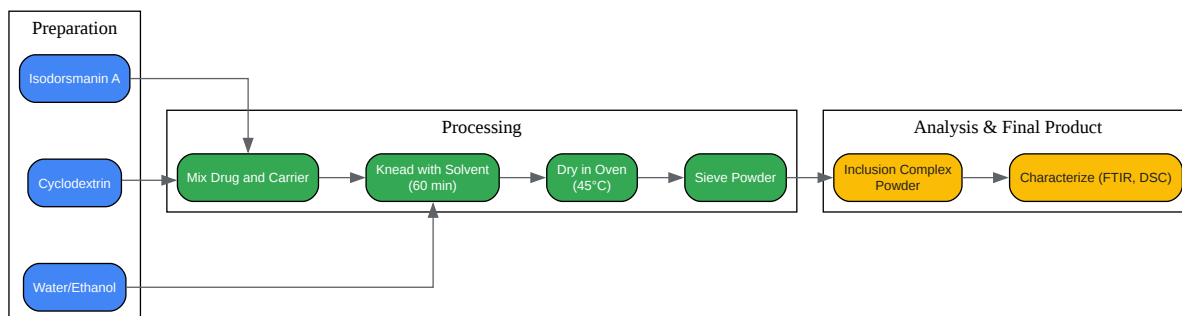 Preparation
Isodorsmanin A
Cyclodextrin
Water/Ethanol
Processing
Mix Drug and Carrier
Knead with Solvent
(60 min)
Dry in Oven
(45°C)
Sieve Powder
Analysis & Final Product
Inclusion Complex
Powder
Characterize (FTIR, DSC)